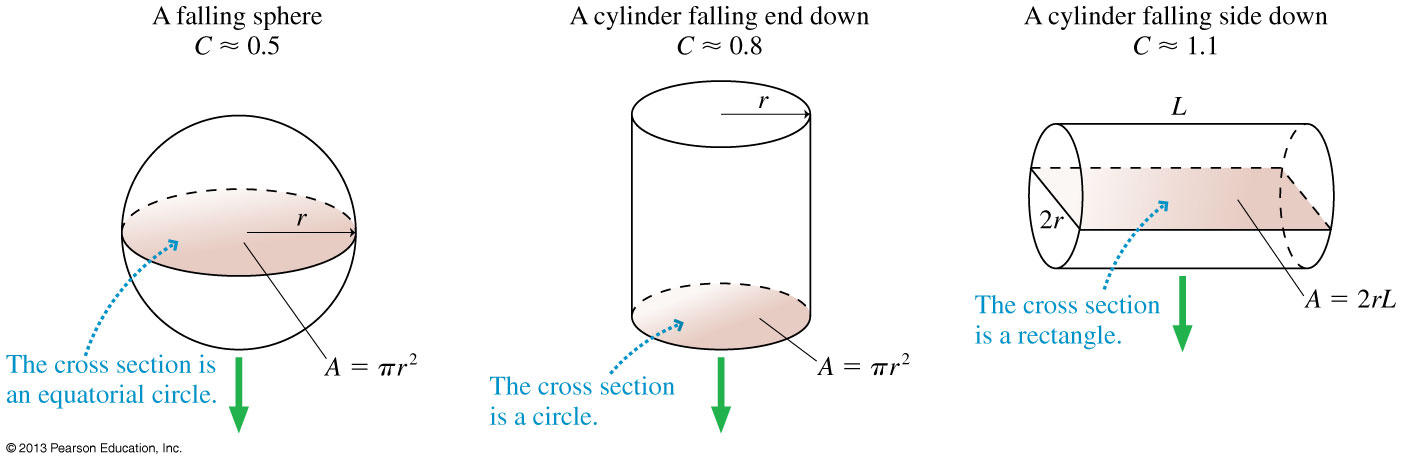 A falling sphere
C ≈ 0.5
r
The cross section is
an equatorial circle.
A = πr²
A cylinder falling end down
C ≈ 0.8
r
The cross section
is a circle.
A = πr²
A cylinder falling side down
C ≈ 1.1
L
2r
The cross section
is a rectangle.
A = 2rL
© 2013 Pearson Education, Inc.